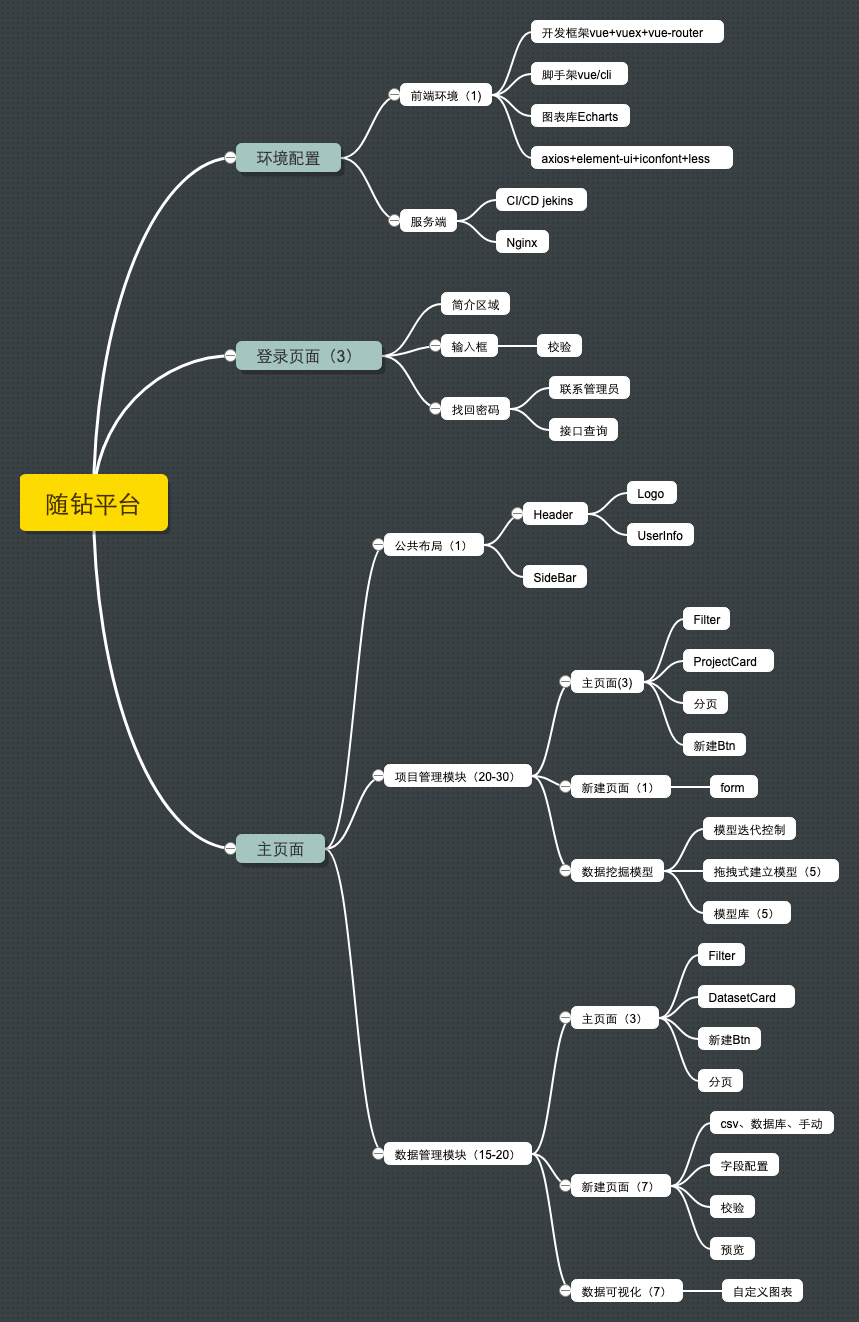 开发框架vue+vuex+vue-router
脚手架vue/cli
前端环境（1)
图表库Echarts
axios+element-ui+iconfont+less
环境配置
CI/CD jekins
服务端
Nginx
简介区域
输入框
校验
登录页面（3）
联系管理员
找回密码
接口查询
随钻平台
Logo
Header
UserInfo
公共布局（1）
SideBar
Filter
ProjectCard
主页面(3)
分页
新建Btn
项目管理模块（20-30）
新建页面（1）
form
模型迭代控制
数据挖掘模型
拖拽式建立模型（5）
模型库（5）
主页面
Filter
DatasetCard
主页面（3）
新建Btn
分页
csv、数据库、手动
数据管理模块（15-20）
字段配置
新建页面（7）
校验
预览
数据可视化（7）
自定义图表